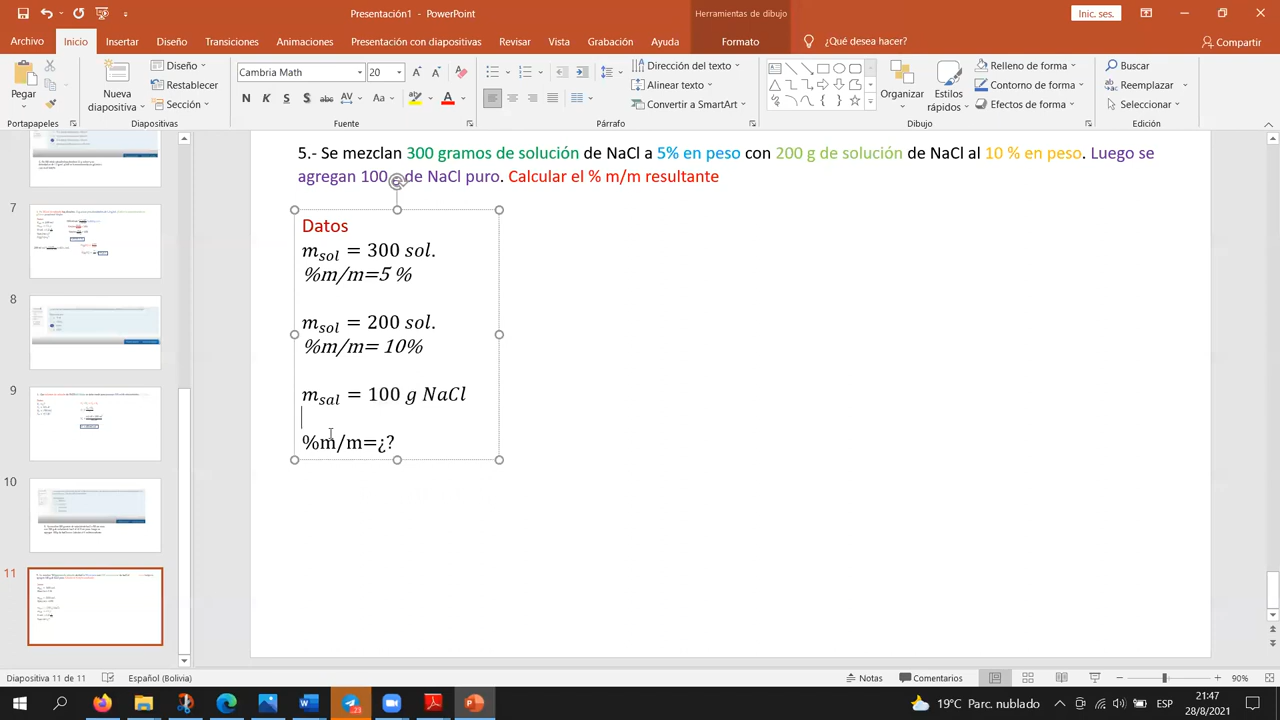 Presentación1 - PowerPoint
Herramientas de dibujo
Inic. ses.
Archivo Inicio Insertar Diseño Transiciones Animaciones Presentación con diapositivas Revisar Vista Grabación Ayuda Formato ¿Qué desea hacer? Compartir
Pegar
Portapapeles
Nueva diapositiva
Diseño
Restablecer
Sección
Diapositivas
Cambria Math 20
N K S S abc AV Aa A
Fuente
Dirección del texto
Alinear texto
Convertir a SmartArt
Párrafo
Organizar
Estilos rápidos
Relleno de forma
Contorno de forma
Efectos de forma
Dibujo
Buscar
Reemplazar
Seleccionar
Edición
7
8
9
10
11
5.- Se mezclan 300 gramos de solución de NaCl a 5% en peso con 200 g de solución de NaCl al 10 % en peso. Luego se
agregan 100 g de NaCl puro. Calcular el % m/m resultante
Datos
m_sol = 300 sol.
%m/m=5 %
m_sol = 200 sol.
%m/m= 10%
m_sal = 100 g NaCl
%m/m=¿?
Diapositiva 11 de 11 Español (Bolivia) Notas Comentarios 90%
23
19°C Parc. nublado ESP
21:47
28/8/2021